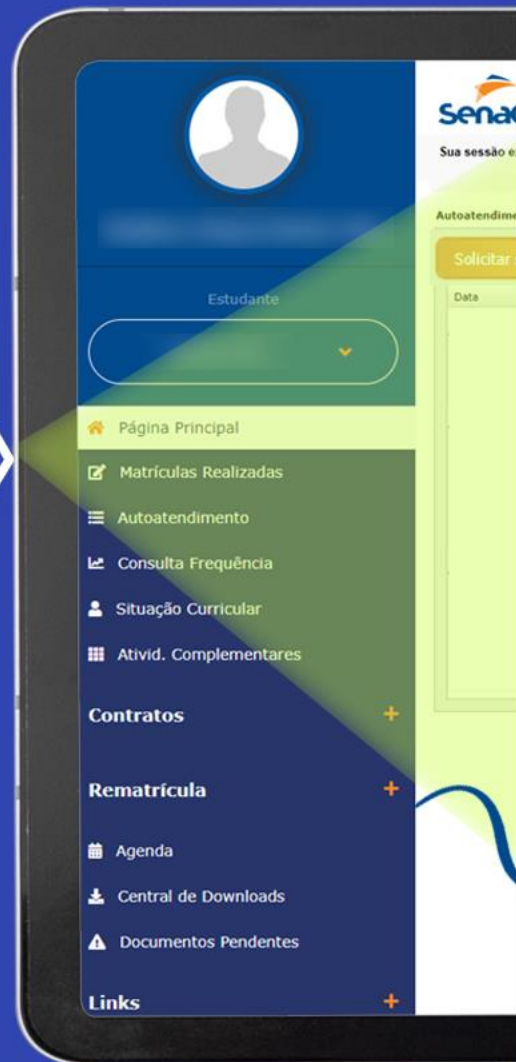 Estudante
Página Principal
Matrículas Realizadas
Autoatendimento
Consulta Frequência
Situação Curricular
Ativid. Complementares
Contratos
Rematrícula
Agenda
Central de Downloads
Documentos Pendentes
Links
Sena
Sua sessão e
Autoatendime
Solicitar
Data